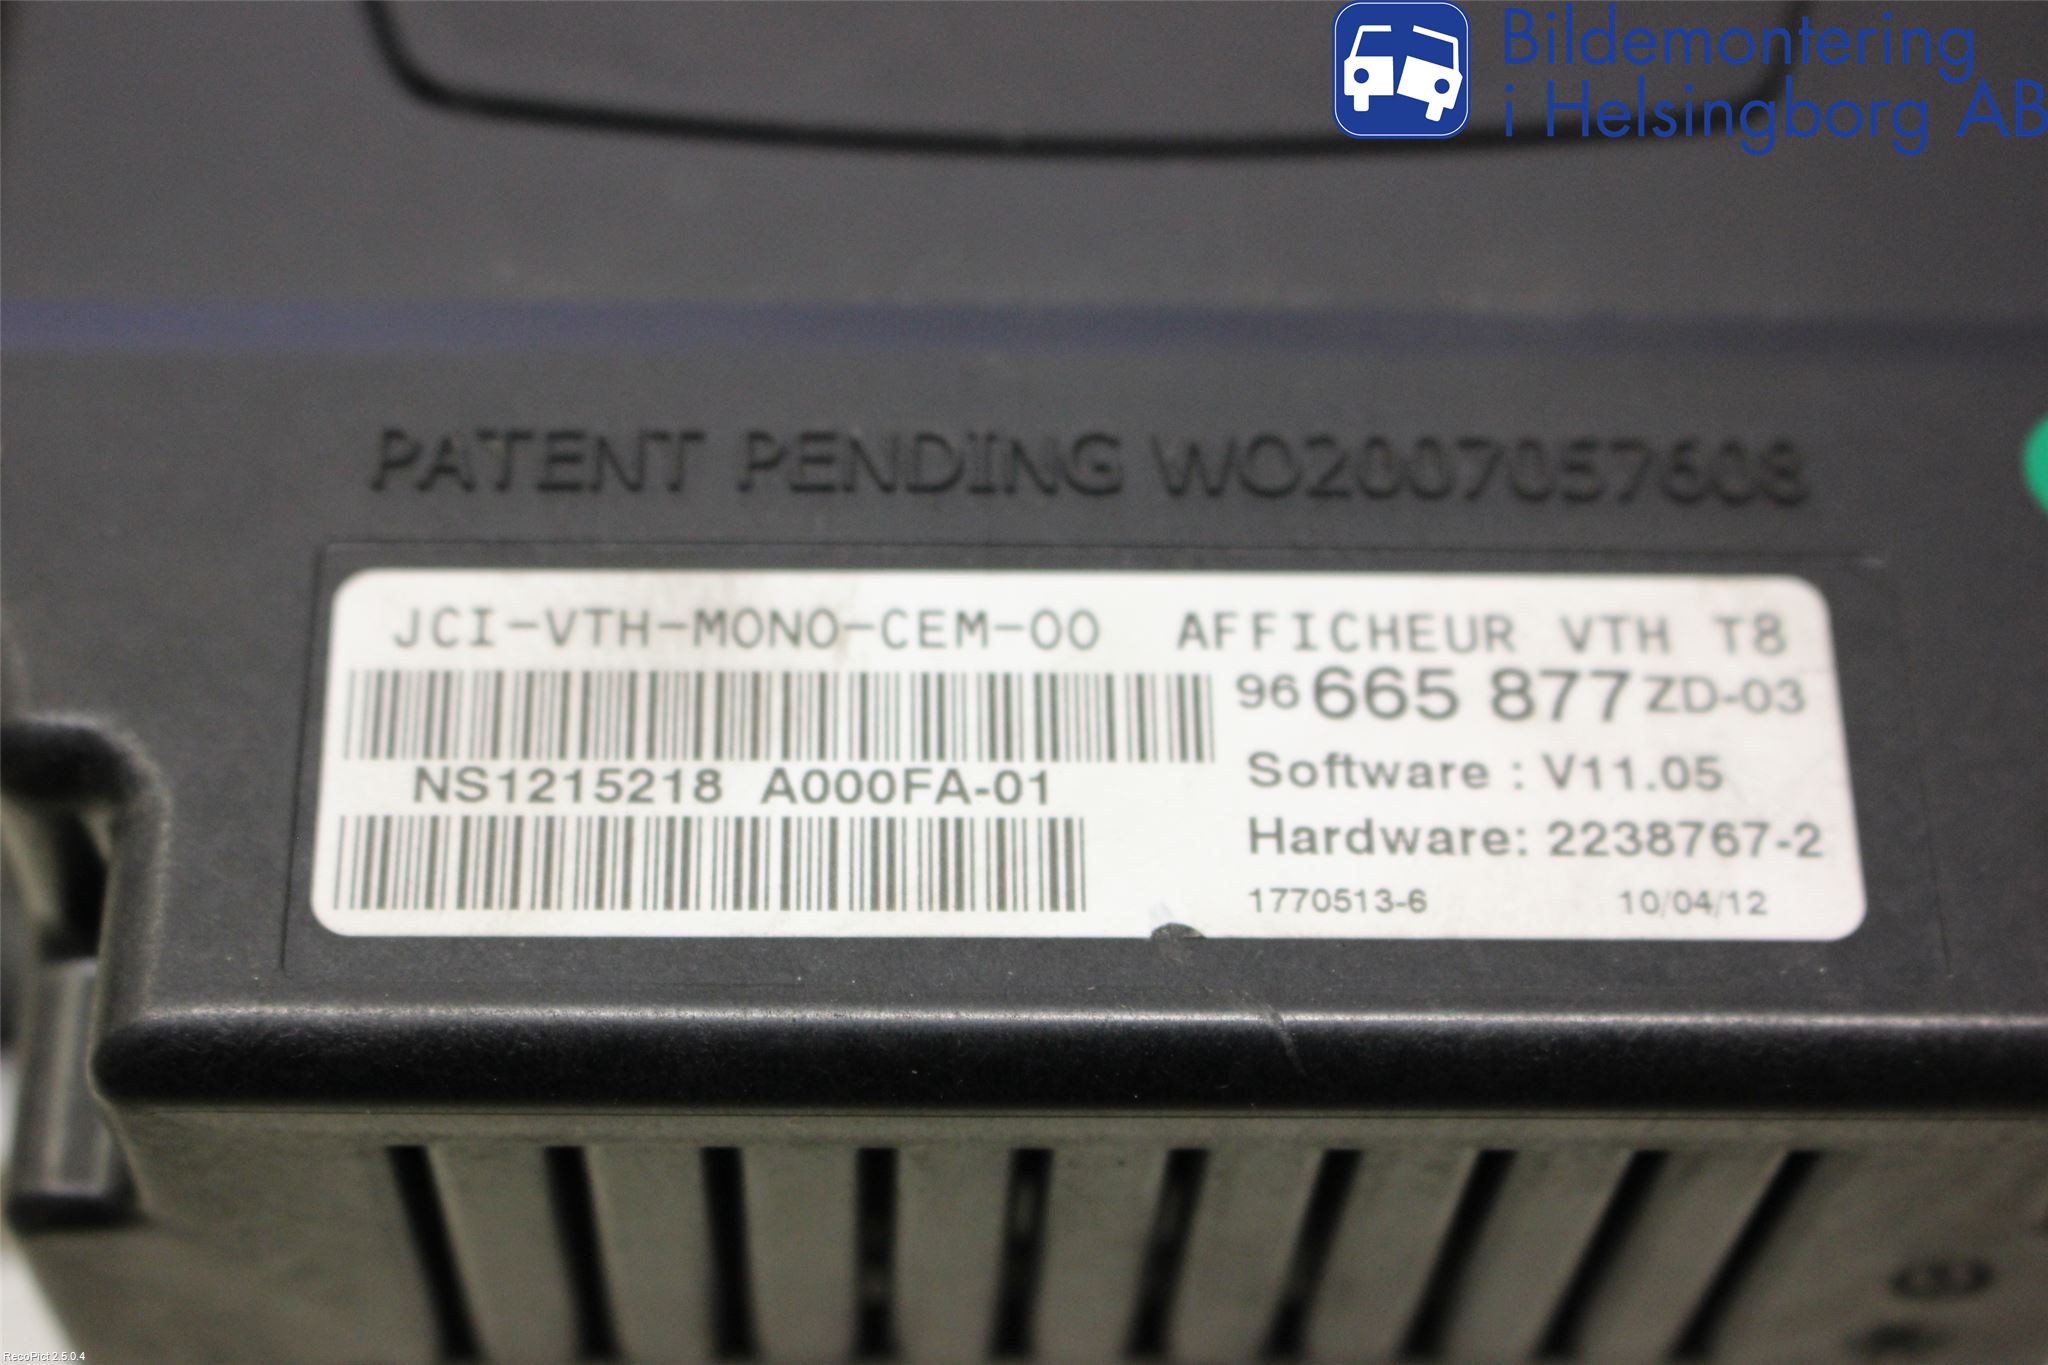 Bildemontering
i Helsingborg AB
PATENT PENDING WO2007057608
JCI-VTH-MONO-CEM-00 AFFICHEUR VTH T8
96 665 877 ZD-03
NS1215218 A000FA-01
Software : V11.05
Hardware: 2238767-2
1770513-6 10/04/12
RecoPict 2.5.0.4